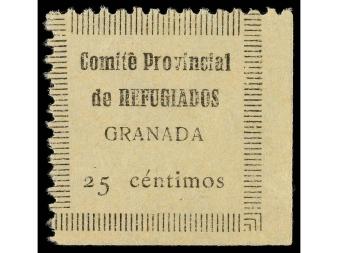 Comité Provincial
de REFUGIADOS
GRANADA
25 céntimos